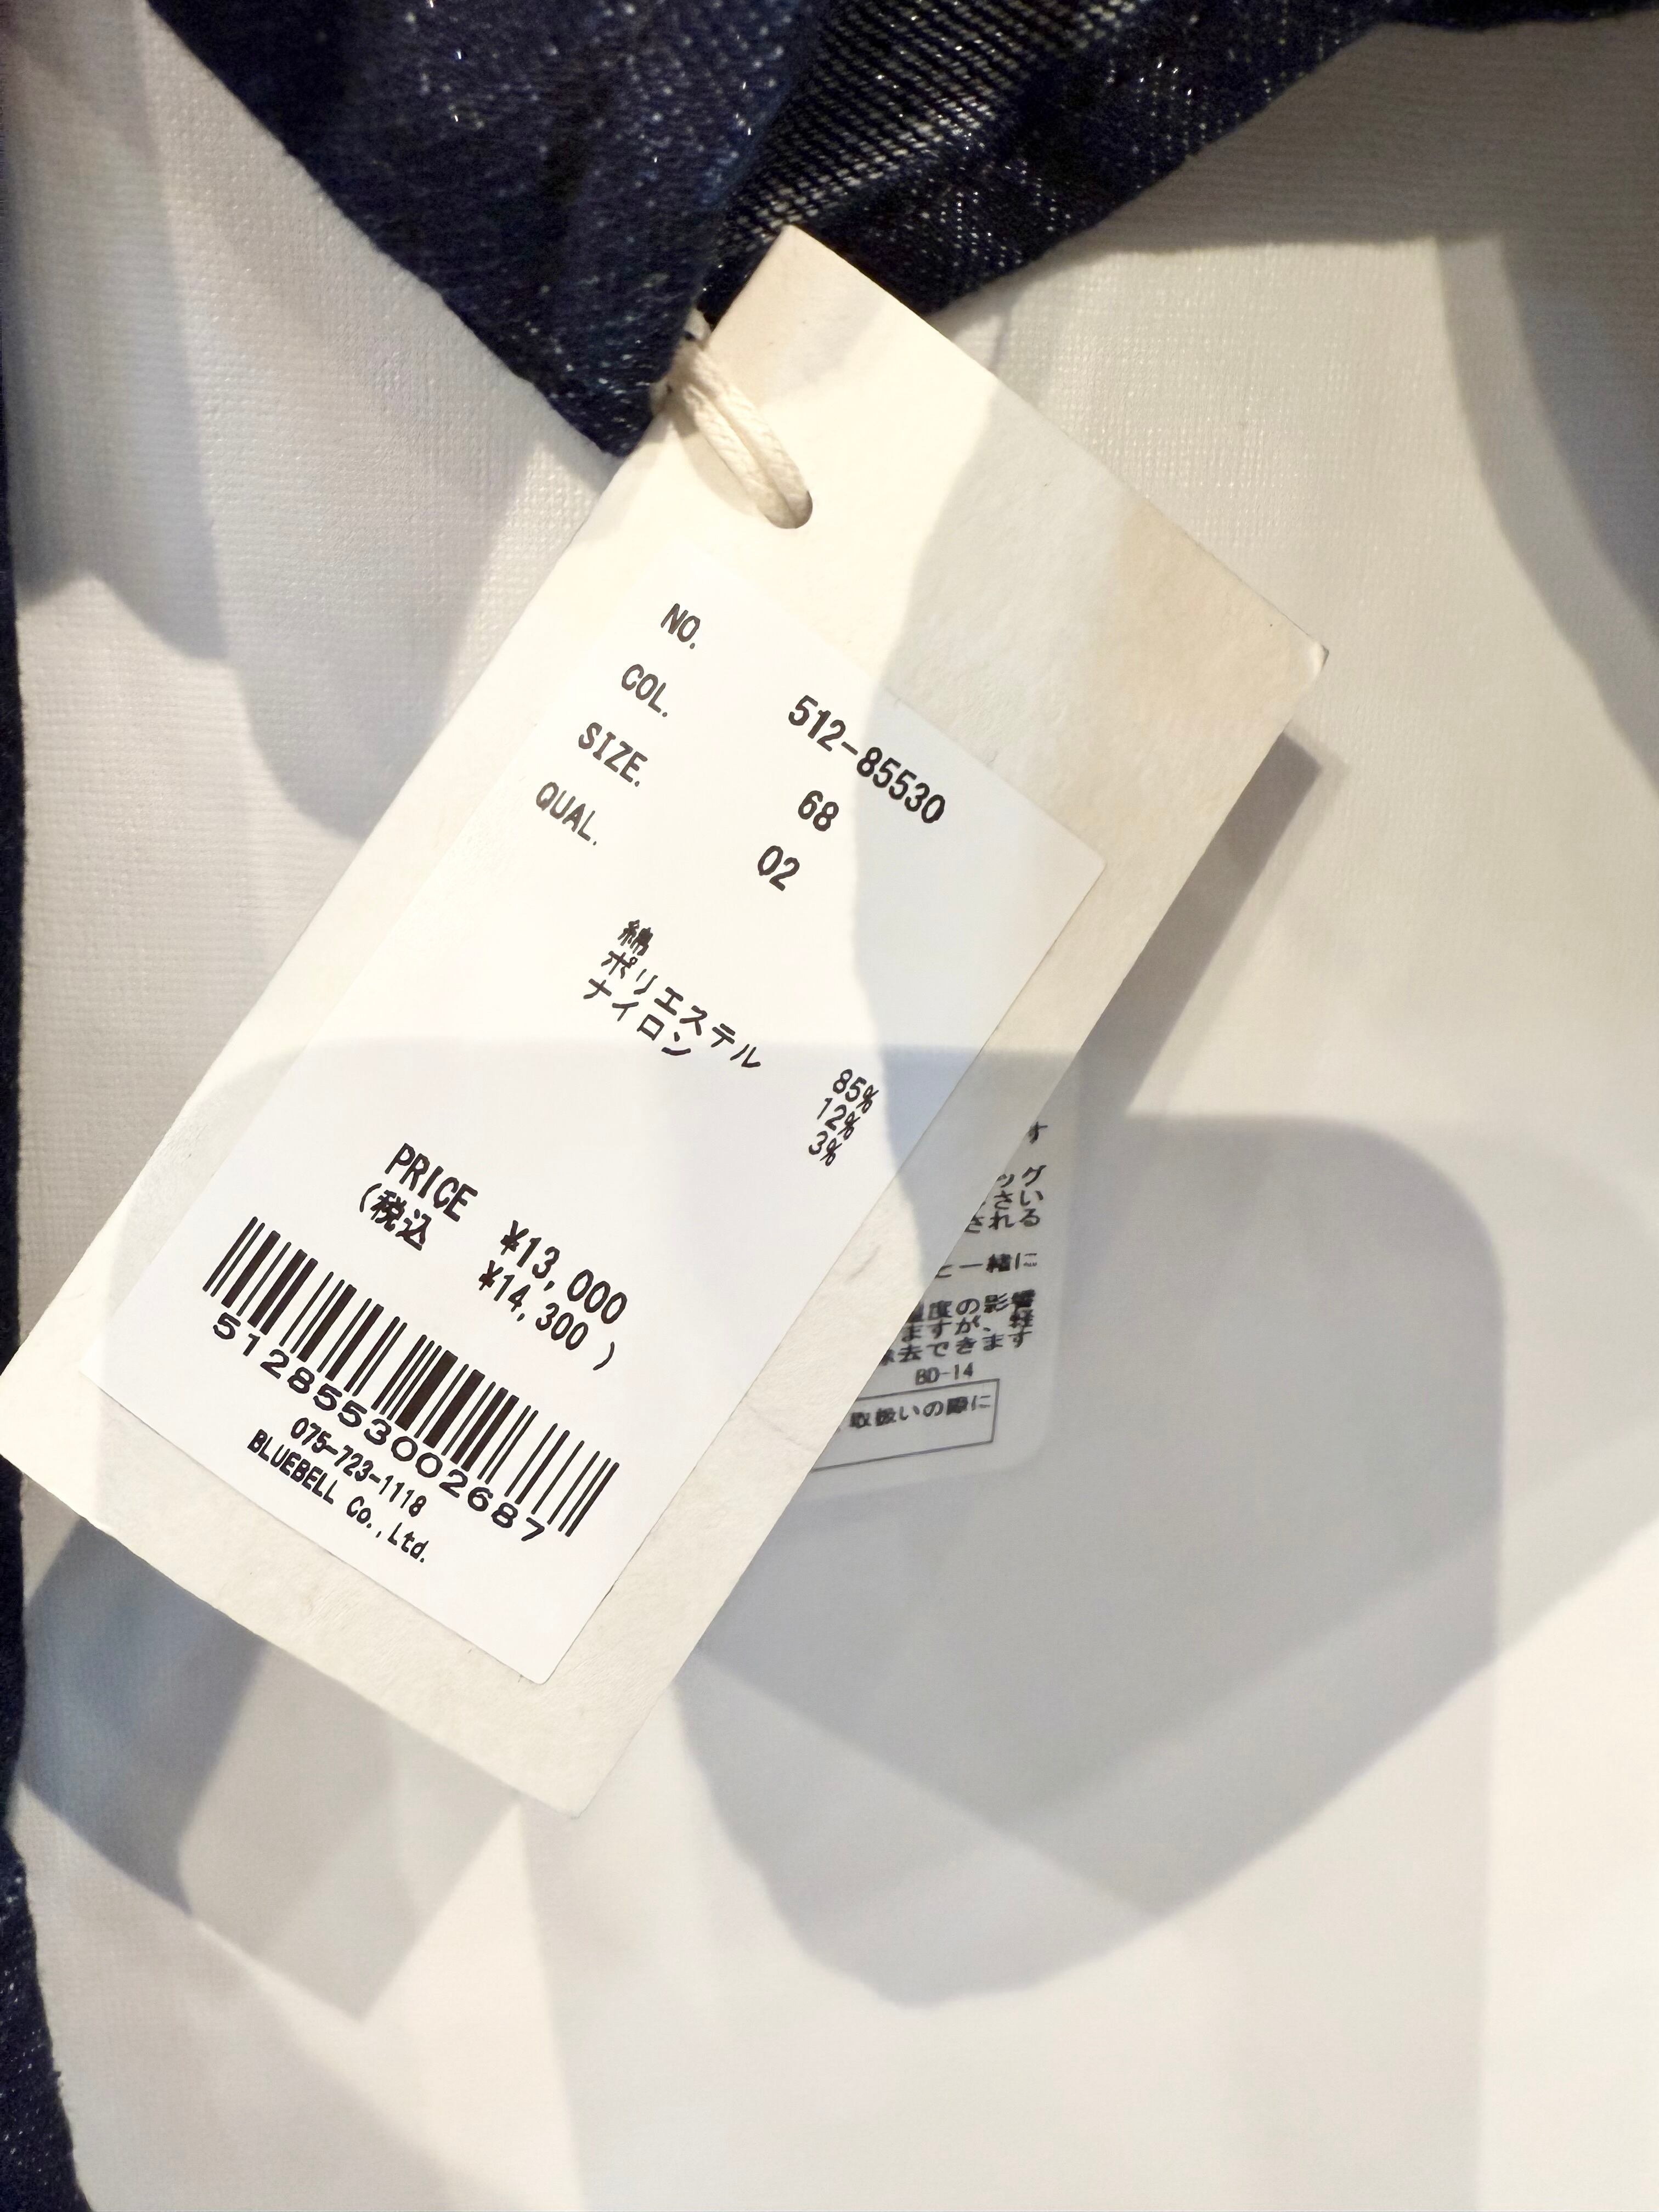 NO. 512-85530
COL. 68
SIZE. 02
QUAL.
綿 85%
ポリエステル 12%
ナイロン 3%
PRICE ¥13,000
(税込 ¥14,300 )
5128553002687
075-723-1118
BLUEBELL Co.,Ltd.
す
ッグ
さい
される
と一緒に
温度の影響
ますが、軽
除去できます
BD-14
取扱いの際に